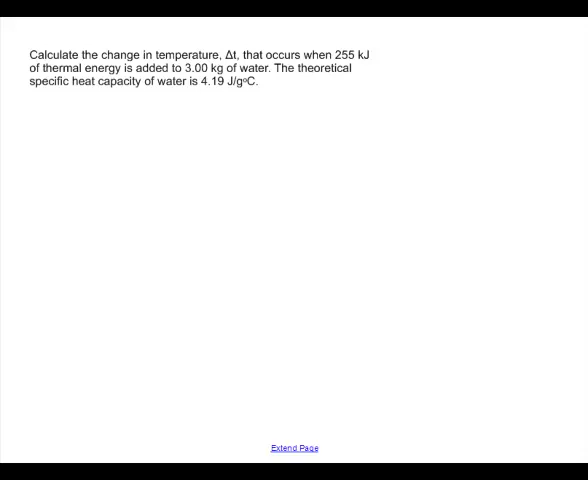 Calculate the change in temperature, Δt, that occurs when 255 kJ
of thermal energy is added to 3.00 kg of water. The theoretical
specific heat capacity of water is 4.19 J/gºC.
Extend Page